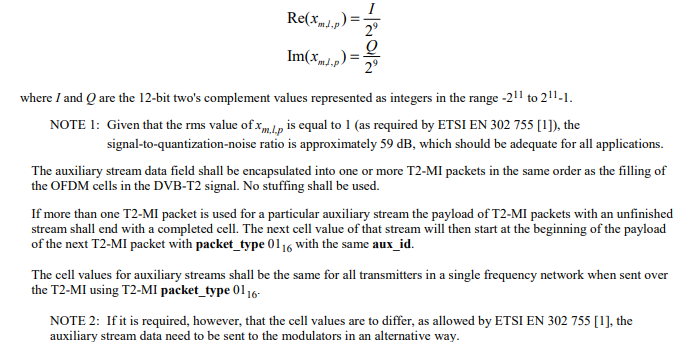 Re(x_{m,l,p}) = I / 2^9
Im(x_{m,l,p}) = Q / 2^9
where I and Q are the 12-bit two's complement values represented as integers in the range -2^11 to 2^11-1.
NOTE 1: Given that the rms value of x_{m,l,p} is equal to 1 (as required by ETSI EN 302 755 [1]), the
signal-to-quantization-noise ratio is approximately 59 dB, which should be adequate for all applications.
The auxiliary stream data field shall be encapsulated into one or more T2-MI packets in the same order as the filling of
the OFDM cells in the DVB-T2 signal. No stuffing shall be used.
If more than one T2-MI packet is used for a particular auxiliary stream the payload of T2-MI packets with an unfinished
stream shall end with a completed cell. The next cell value of that stream will then start at the beginning of the payload
of the next T2-MI packet with packet_type 01_16 with the same aux_id.
The cell values for auxiliary streams shall be the same for all transmitters in a single frequency network when sent over
the T2-MI using T2-MI packet_type 01_16.
NOTE 2: If it is required, however, that the cell values are to differ, as allowed by ETSI EN 302 755 [1], the
auxiliary stream data need to be sent to the modulators in an alternative way.